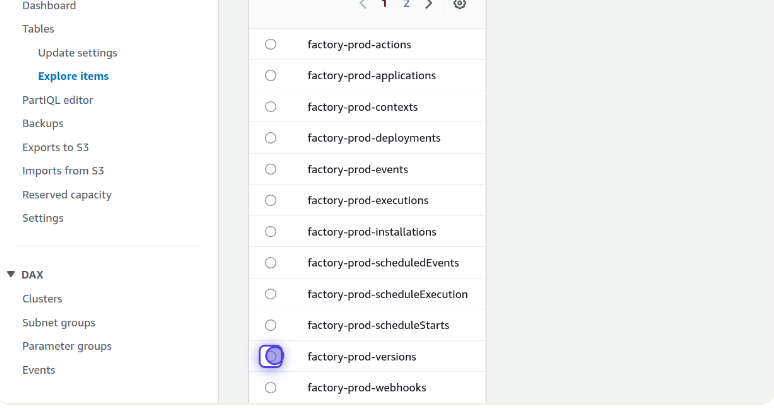 Dashboard
Tables
Update settings
Explore items
PartiQL editor
Backups
Exports to S3
Imports from S3
Reserved capacity
Settings
DAX
Clusters
Subnet groups
Parameter groups
Events
1 2
factory-prod-actions
factory-prod-applications
factory-prod-contexts
factory-prod-deployments
factory-prod-events
factory-prod-executions
factory-prod-installations
factory-prod-scheduledEvents
factory-prod-scheduleExecution
factory-prod-scheduleStarts
factory-prod-versions
factory-prod-webhooks